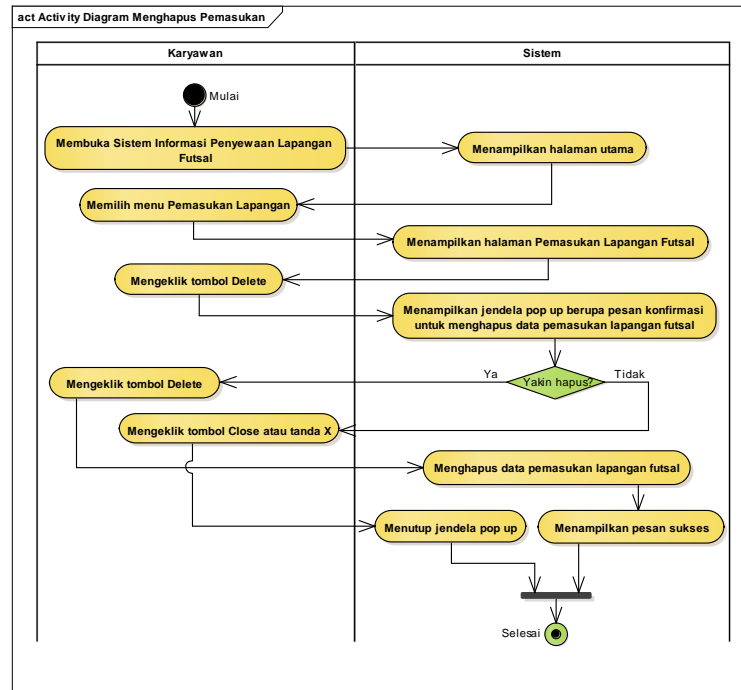 act Activity Diagram Menghapus Pemasukan
Karyawan
Sistem
Mulai
Membuka Sistem Informasi Penyewaan Lapangan
Futsal
Menampilkan halaman utama
Memilih menu Pemasukan Lapangan
Menampilkan halaman Pemasukan Lapangan Futsal
Mengeklik tombol Delete
Menampilkan jendela pop up berupa pesan konfirmasi
untuk menghapus data pemasukan lapangan futsal
Yakin hapus?
Ya
Tidak
Mengeklik tombol Delete
Mengeklik tombol Close atau tanda X
Menghapus data pemasukan lapangan futsal
Menutup jendela pop up
Menampilkan pesan sukses
Selesai